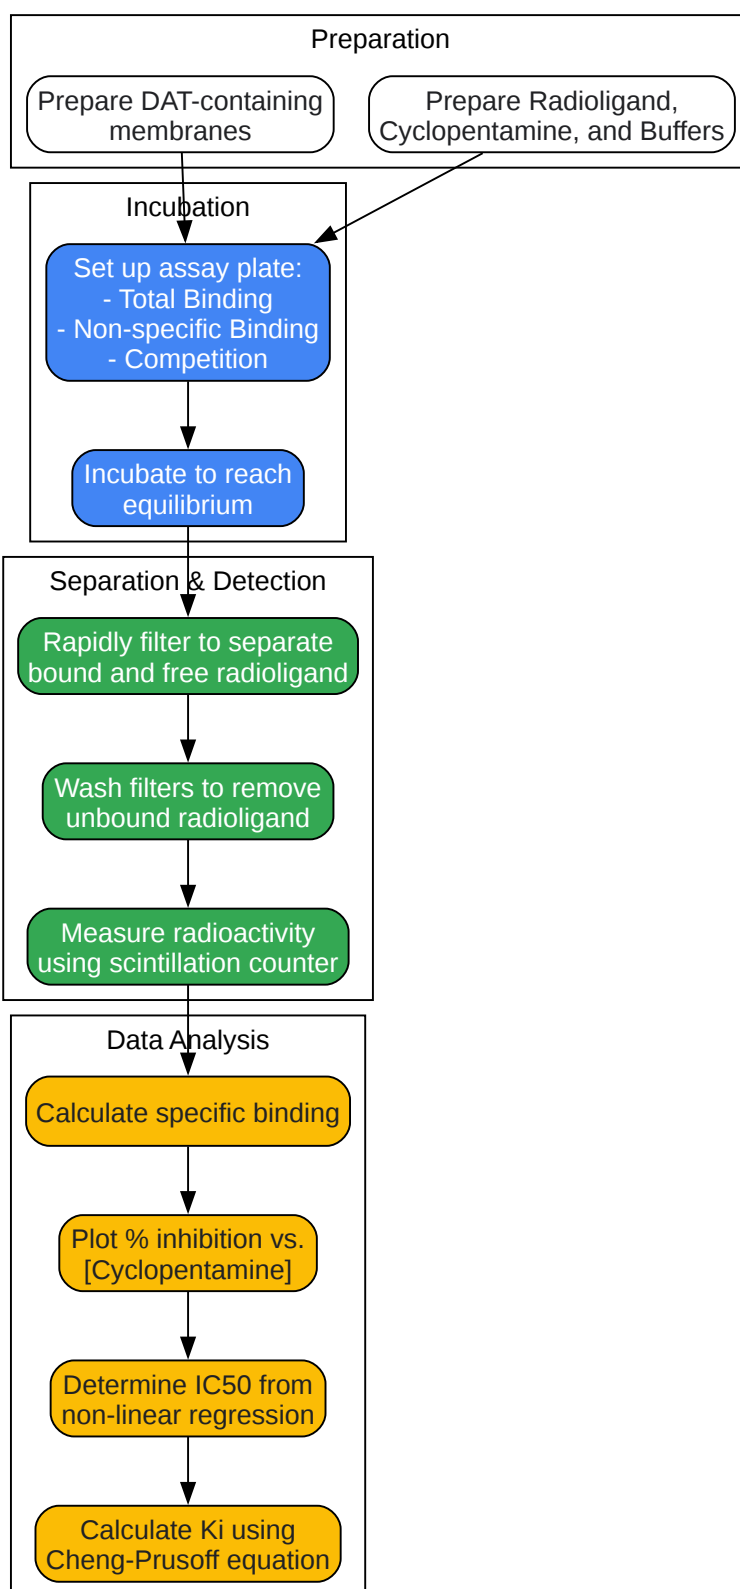 Preparation
Prepare DAT-containing
membranes
Prepare Radioligand,
Cyclopentamine, and Buffers
Incubation
Set up assay plate:
- Total Binding
- Non-specific Binding
- Competition
Incubate to reach
equilibrium
Separation & Detection
Rapidly filter to separate
bound and free radioligand
Wash filters to remove
unbound radioligand
Measure radioactivity
using scintillation counter
Data Analysis
Calculate specific binding
Plot % inhibition vs.
[Cyclopentamine]
Determine IC50 from
non-linear regression
Calculate Ki using
Cheng-Prusoff equation